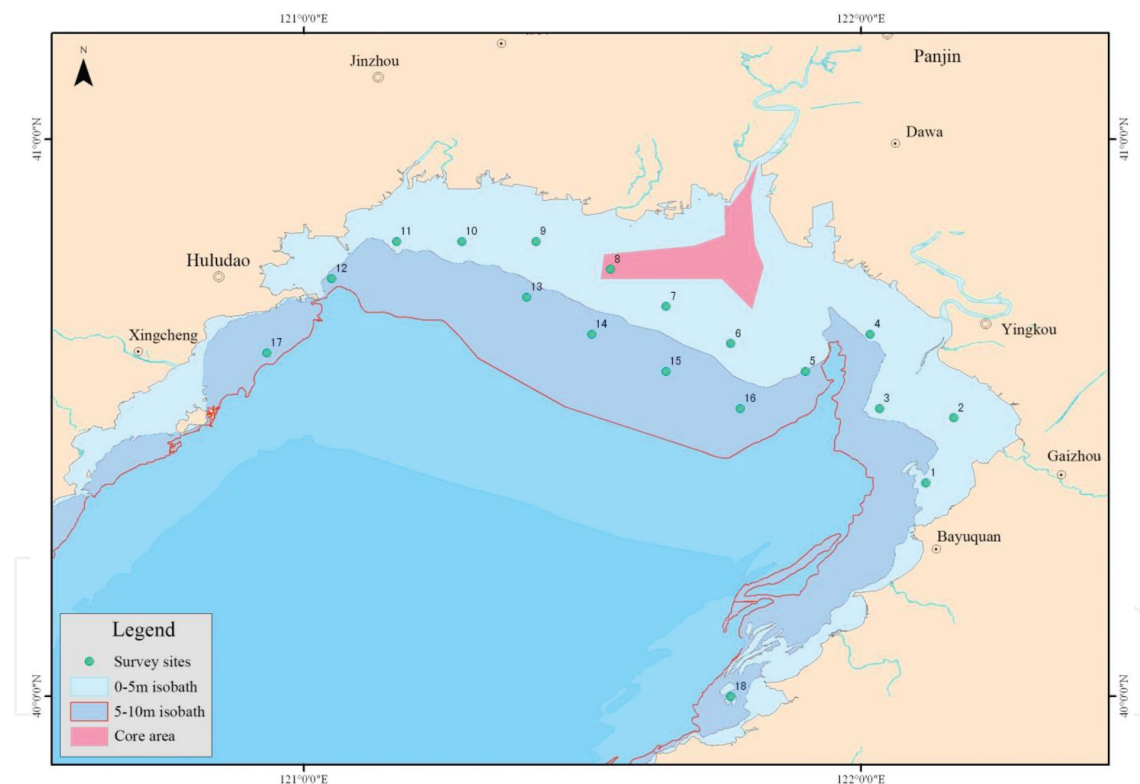 121°0'0"E
122°0'0"E
N
Jinzhou
Panjin
41°0'0"N
41°0'0"N
Dawa
11
10
9
Huludao
8
12
13
7
Xingcheng
14
6
4
Yingkou
17
15
5
16
3
2
Gaizhou
1
Bayuquan
Legend
Survey sites
0-5m isobath
5-10m isobath
Core area
18
40°0'0"N
40°0'0"N
121°0'0"E
122°0'0"E